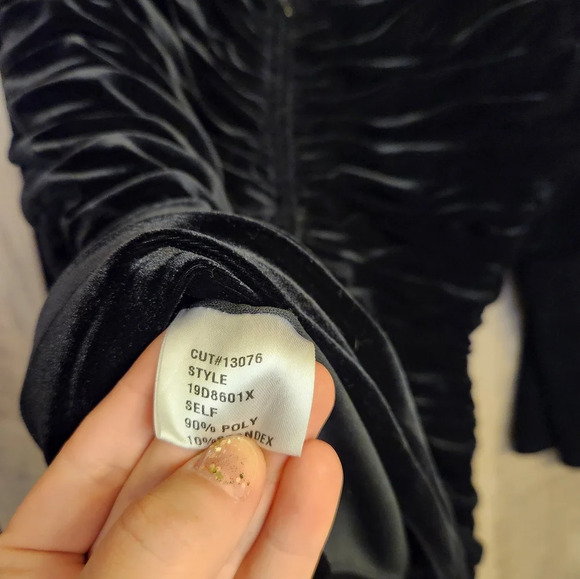 CUT#13076
STYLE
19D8601X
SELF
90% POLY
10%